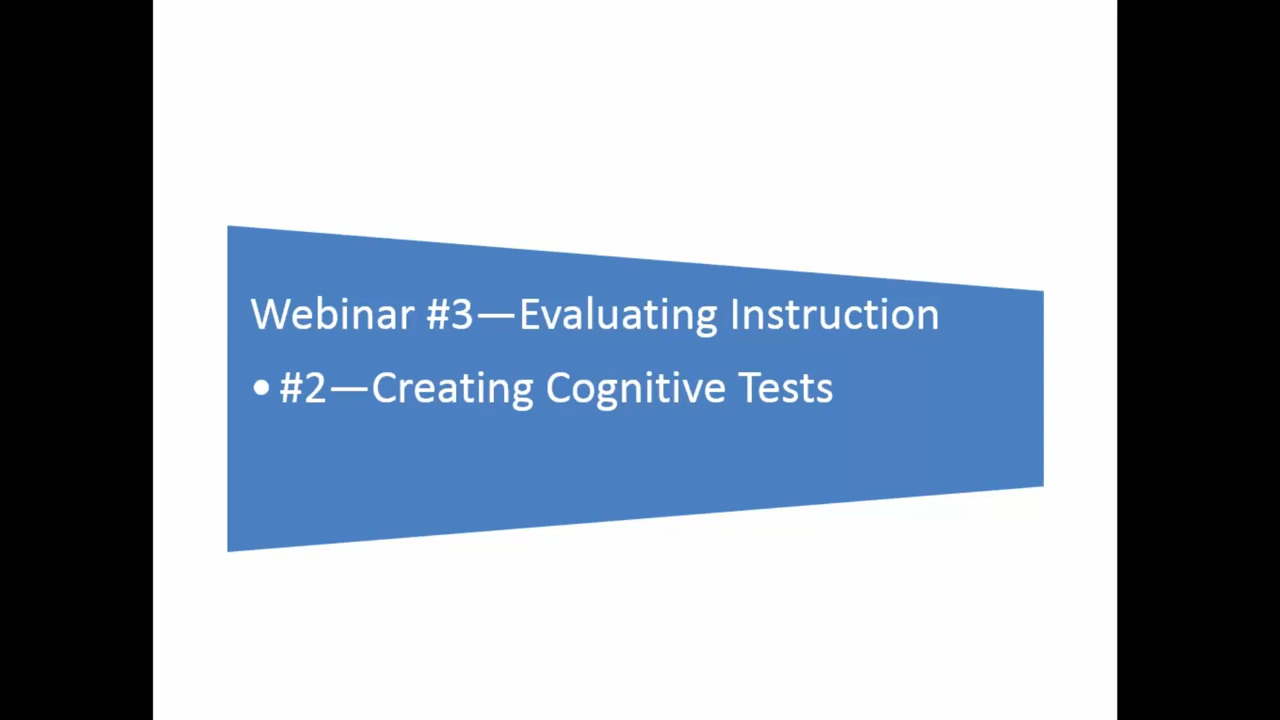 Webinar #3—Evaluating Instruction
• #2—Creating Cognitive Tests